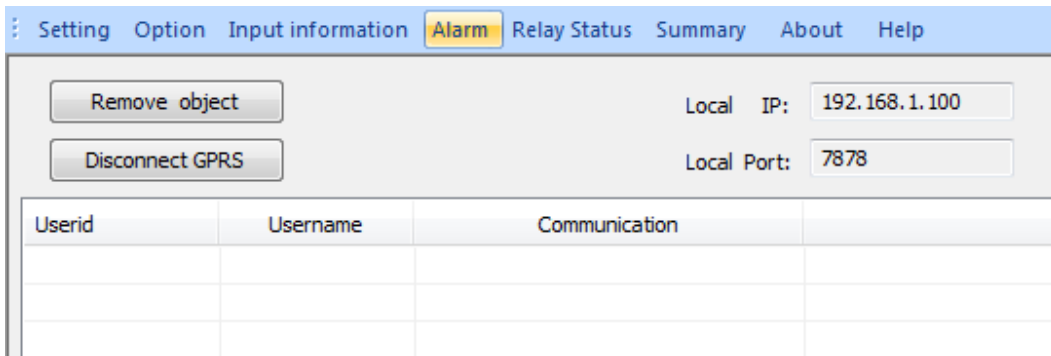 Setting Option Input information Alarm Relay Status Summary About Help
Remove object
Local IP: 192.168.1.100
Disconnect GPRS
Local Port: 7878
Userid Username Communication